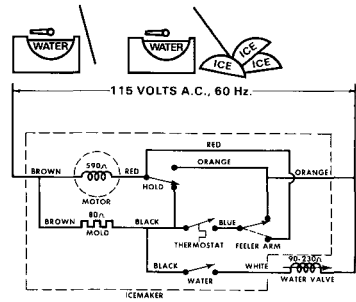 WATER
WATER
ICE
ICE
ICE
115 VOLTS A.C., 60 Hz.
RED
ORANGE
590Ω
BROWN
RED
ORANGE
MOTOR
HOLD
80Ω
BROWN
BLACK
BLUE
MOLD
THERMOSTAT
FEELER ARM
90-230Ω
BLACK
WHITE
WATER
WATER VALVE
ICEMAKER